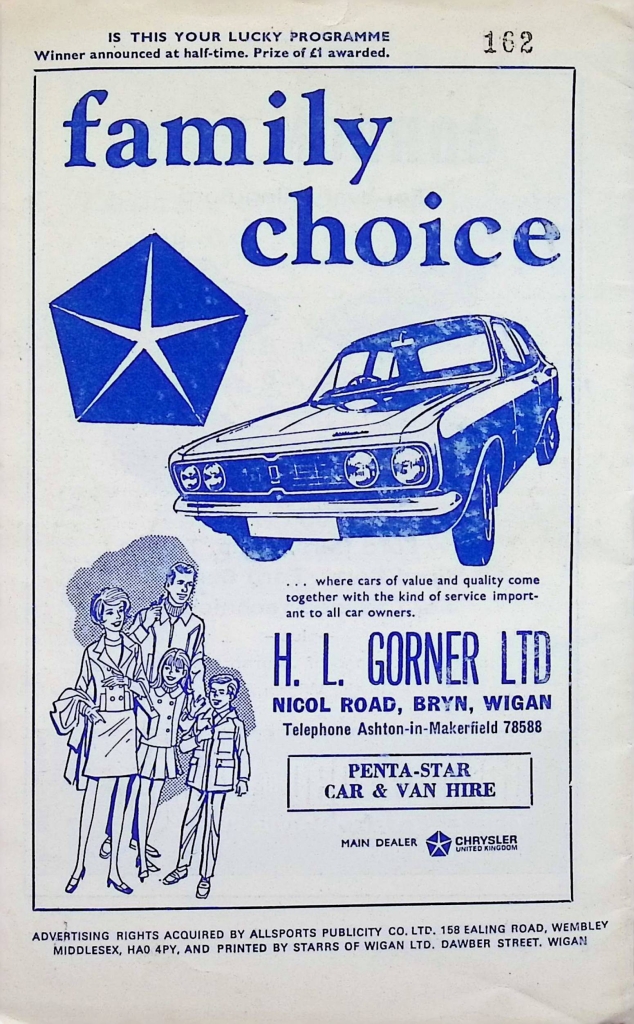 IS THIS YOUR LUCKY PROGRAMME
Winner announced at half-time. Prize of £1 awarded.
162
family
choice
... where cars of value and quality come
together with the kind of service import-
ant to all car owners.
H. L. GORNER LTD
NICOL ROAD, BRYN, WIGAN
Telephone Ashton-in-Makerfield 78588
PENTA-STAR
CAR & VAN HIRE
MAIN DEALER CHRYSLER
UNITED KINGDOM
ADVERTISING RIGHTS ACQUIRED BY ALLSPORTS PUBLICITY CO. LTD. 158 EALING ROAD, WEMBLEY
MIDDLESEX, HA0 4PY, AND PRINTED BY STARRS OF WIGAN LTD. DAWBER STREET. WIGAN